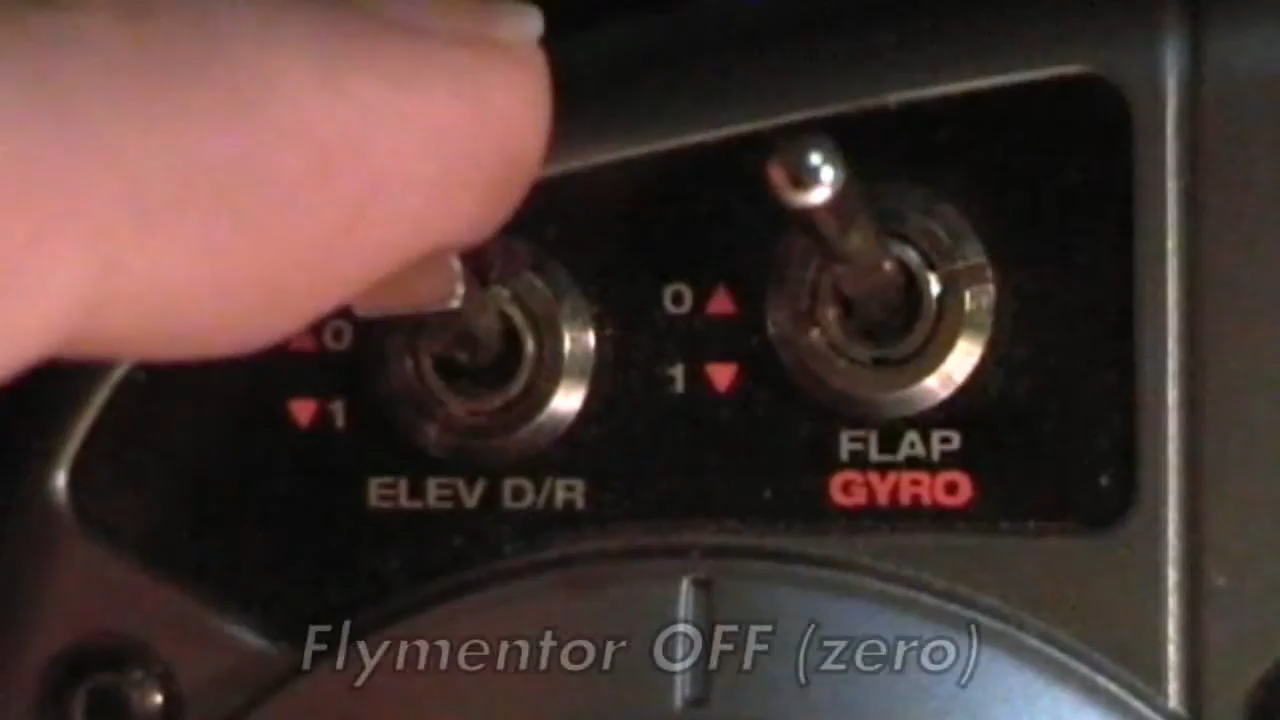 ▲0
▼1
ELEV D/R
0▲
1▼
FLAP
GYRO
Flymentor OFF (zero)